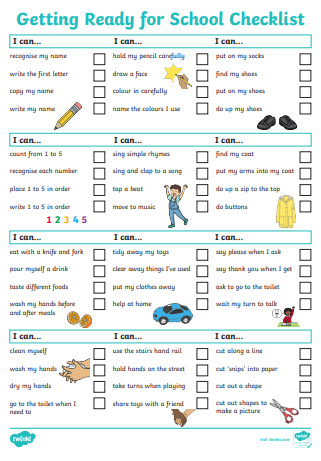 Getting Ready for School Checklist
I can... I can... I can...
recognise my name hold my pencil carefully put on my socks
write the first letter draw a face find my shoes
copy my name colour in carefully put on my shoes
write my name name the colours I use do up my shoes
I can... I can... I can...
count from 1 to 5 sing simple rhymes find my coat
recognise each number sing and clap to a song put my arms into my coat
place 1 to 5 in order tap a beat do up a zip to the top
write 1 to 5 in order move to music do buttons
1 2 3 4 5
I can... I can... I can...
eat with a knife and fork tidy away my toys say please when I ask
pour myself a drink clear away things I've used say thank you when I get
taste different foods put my clothes away ask to go to the toilet
wash my hands before help at home wait my turn to talk
and after meals
I can... I can... I can...
clean myself use the stairs hand rail cut along a line
wash my hands hold hands on the street cut 'snips' into paper
dry my hands take turns when playing cut out a shape
go to the toilet when I share toys with a friend cut out shapes to
need to make a picture
twinkl visit twinkl.com twinkl